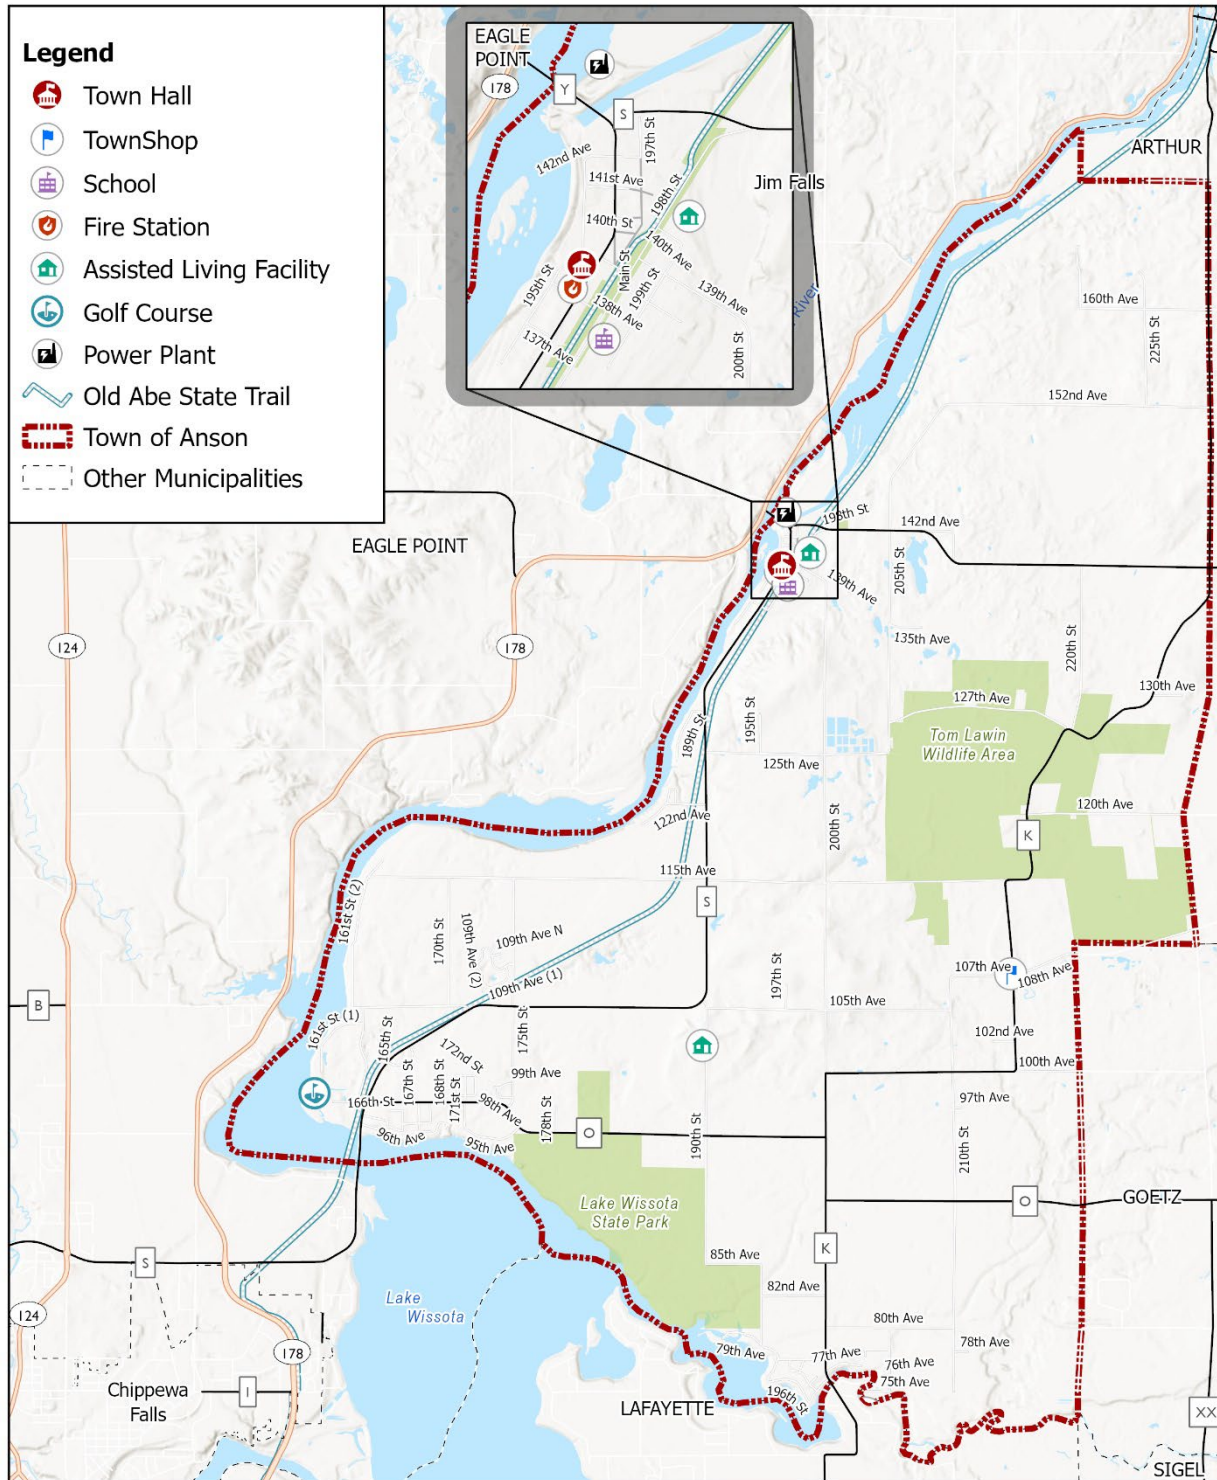 Legend
Town Hall
TownShop
School
Fire Station
Assisted Living Facility
Golf Course
Power Plant
Old Abe State Trail
Town of Anson
Other Municipalities
EAGLE
POINT
178
Y
S
197th St
142nd Ave
141st Ave
198th St
Jim Falls
140th St
140th Ave
Main St
195th St
199th St
139th Ave
138th Ave
137th Ave
200th St
ARTHUR
River
160th Ave
225th St
152nd Ave
198th St
142nd Ave
EAGLE POINT
139th Ave
205th St
124
178
135th Ave
220th St
130th Ave
127th Ave
189th St
195th St
Tom Lawin
Wildlife Area
125th Ave
120th Ave
122nd Ave
200th St
K
115th Ave
161st St (2)
S
170th St
109th Ave (2)
109th Ave N
107th Ave
108th Ave
109th Ave (1)
197th St
105th Ave
B
161st St (1)
165th St
175th St
102nd Ave
172nd St
100th Ave
99th Ave
167th St
168th St
171st St
97th Ave
166th St
98th Ave
178th St
O
96th Ave
95th Ave
190th St
210th St
Lake Wissota
State Park
O
GOETZ
K
S
85th Ave
82nd Ave
Lake
Wissota
124
80th Ave
178
79th Ave
77th Ave
78th Ave
76th Ave
75th Ave
Chippewa
Falls
I
196th St
LAFAYETTE
XX
SIGEL